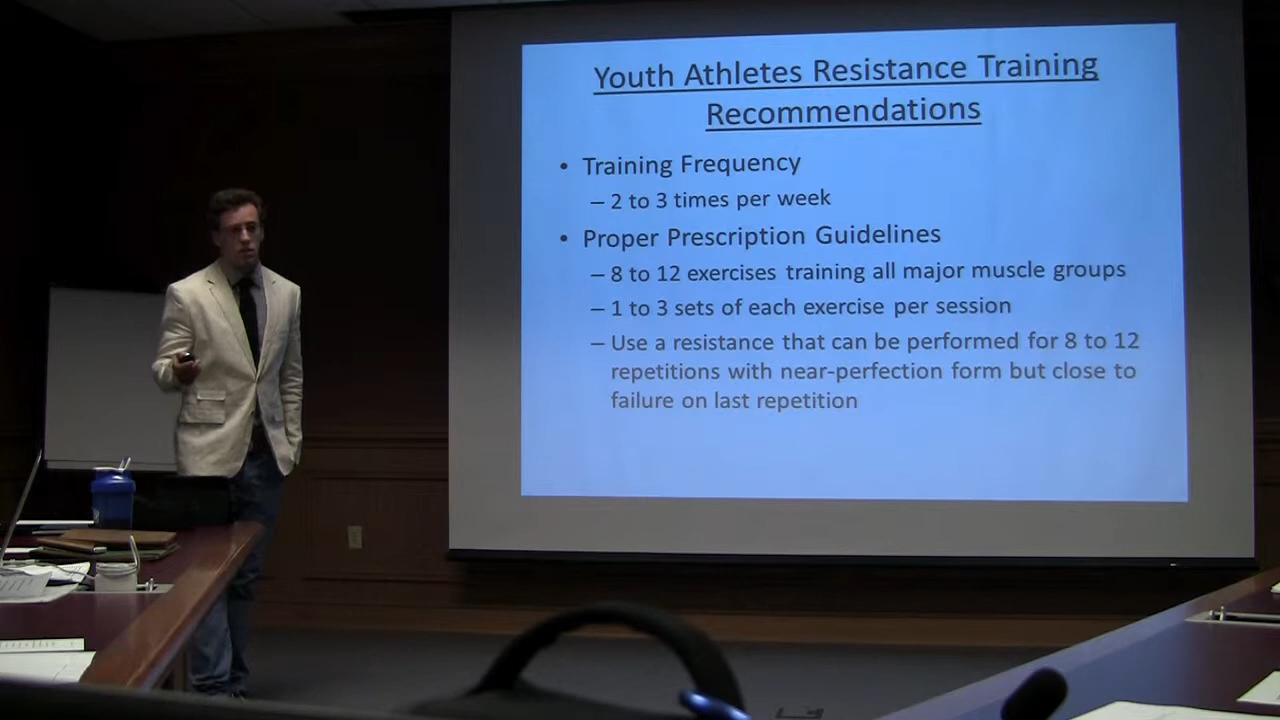 Youth Athletes Resistance Training
Recommendations
• Training Frequency
– 2 to 3 times per week
• Proper Prescription Guidelines
– 8 to 12 exercises training all major muscle groups
– 1 to 3 sets of each exercise per session
– Use a resistance that can be performed for 8 to 12
repetitions with near-perfection form but close to
failure on last repetition